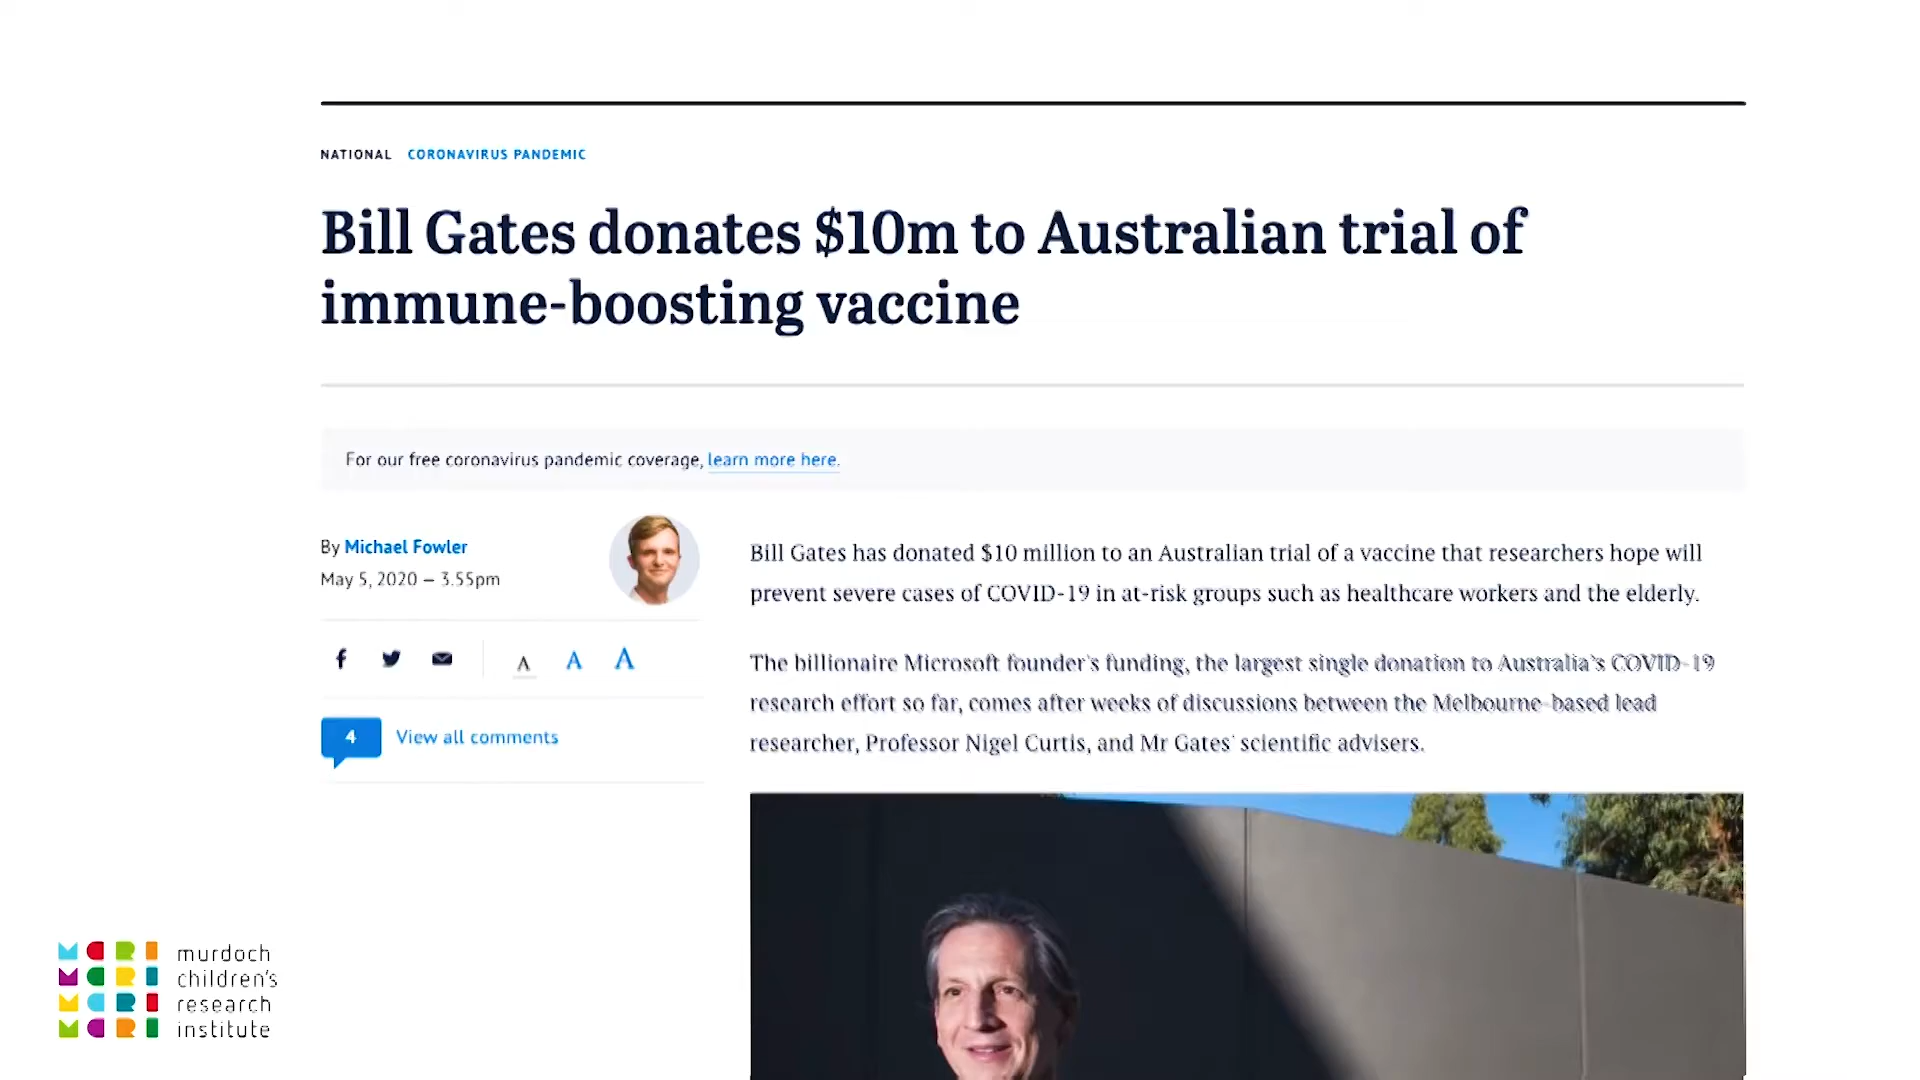 NATIONAL CORONAVIRUS PANDEMIC
Bill Gates donates $10m to Australian trial of
immune-boosting vaccine
For our free coronavirus pandemic coverage, learn more here.
By Michael Fowler
May 5, 2020 – 3.55pm
A A A
4 View all comments
Bill Gates has donated $10 million to an Australian trial of a vaccine that researchers hope will
prevent severe cases of COVID-19 in at-risk groups such as healthcare workers and the elderly.
The billionaire Microsoft founder's funding, the largest single donation to Australia's COVID-19
research effort so far, comes after weeks of discussions between the Melbourne-based lead
researcher, Professor Nigel Curtis, and Mr Gates' scientific advisers.
MCRI
MCRI
MCRI
MCRI
murdoch
children's
research
institute